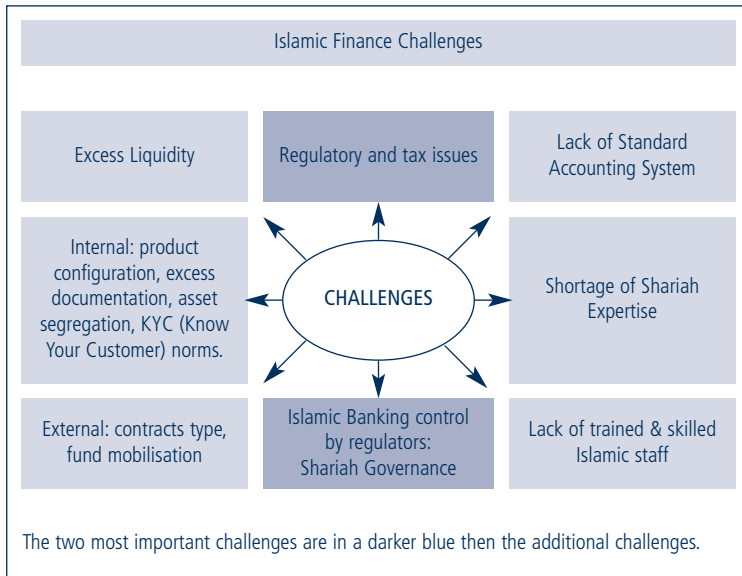 Islamic Finance Challenges
Excess Liquidity
Regulatory and tax issues
Lack of Standard
Accounting System
Internal: product
configuration, excess
documentation, asset
segregation, KYC (Know
Your Customer) norms.
CHALLENGES
Shortage of Shariah
Expertise
External: contracts type,
fund mobilisation
Islamic Banking control
by regulators:
Shariah Governance
Lack of trained & skilled
Islamic staff
The two most important challenges are in a darker blue then the additional challenges.